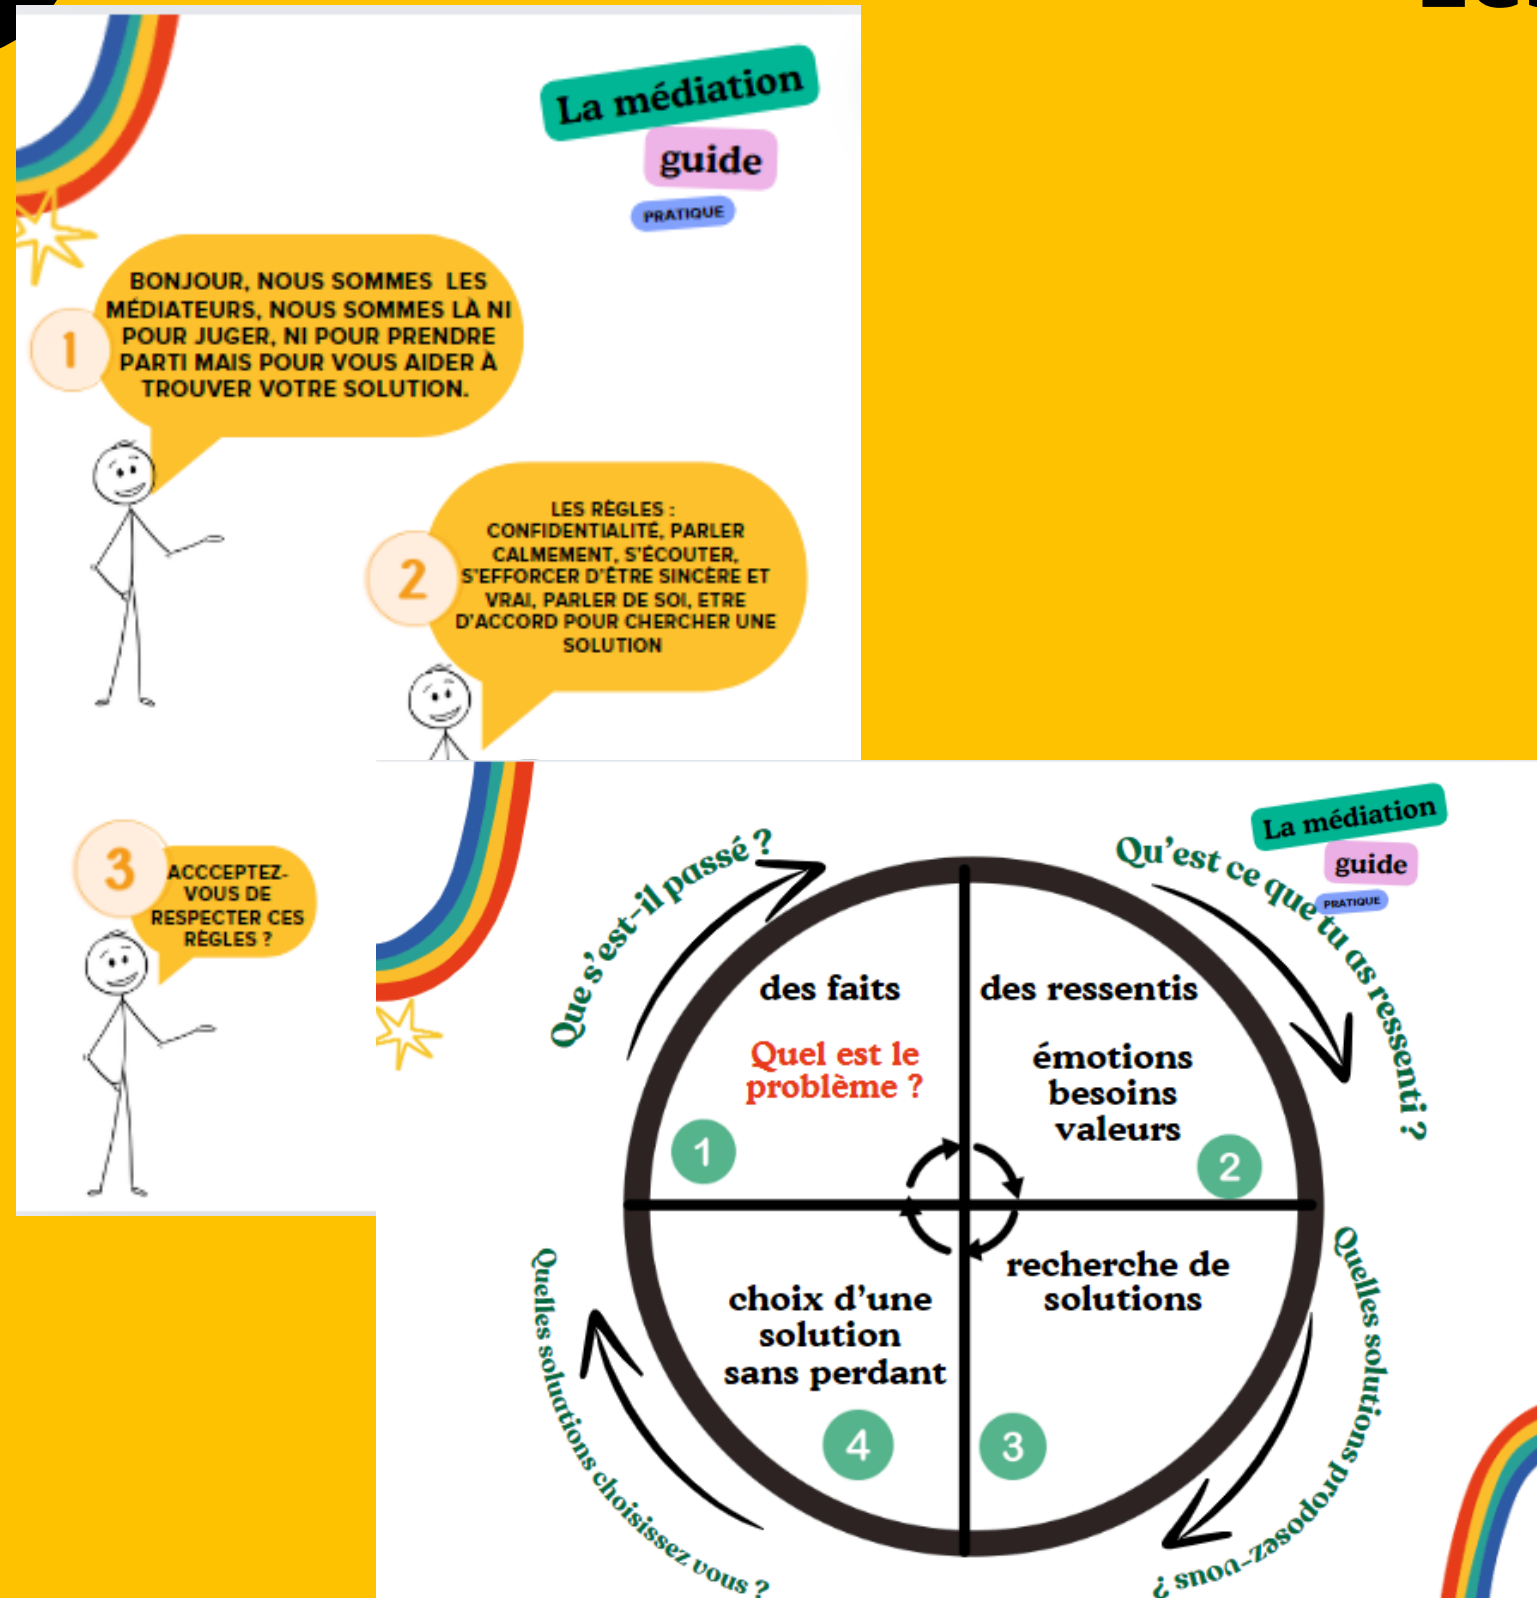 La médiation
guide
PRATIQUE
1
BONJOUR, NOUS SOMMES LES
MÉDIATEURS, NOUS SOMMES LÀ NI
POUR JUGER, NI POUR PRENDRE
PARTI MAIS POUR VOUS AIDER À
TROUVER VOTRE SOLUTION.
2
LES RÈGLES :
CONFIDENTIALITÉ, PARLER
CALMEMENT, S'ÉCOUTER,
S'EFFORCER D'ÊTRE SINCÈRE ET
VRAI, PARLER DE SOI, ETRE
D'ACCORD POUR CHERCHER UNE
SOLUTION
3
ACCCEPTEZ-
VOUS DE
RESPECTER CES
RÈGLES ?
La médiation
guide
PRATIQUE
Que s'est-il passé ?
Qu'est ce que tu as ressenti ?
des faits
Quel est le
problème ?
1
des ressentis
émotions
besoins
valeurs
2
recherche de
solutions
3
choix d'une
solution
sans perdant
4
Quelles solutions proposez-vous ?
Quelles soluations choisissez vous ?